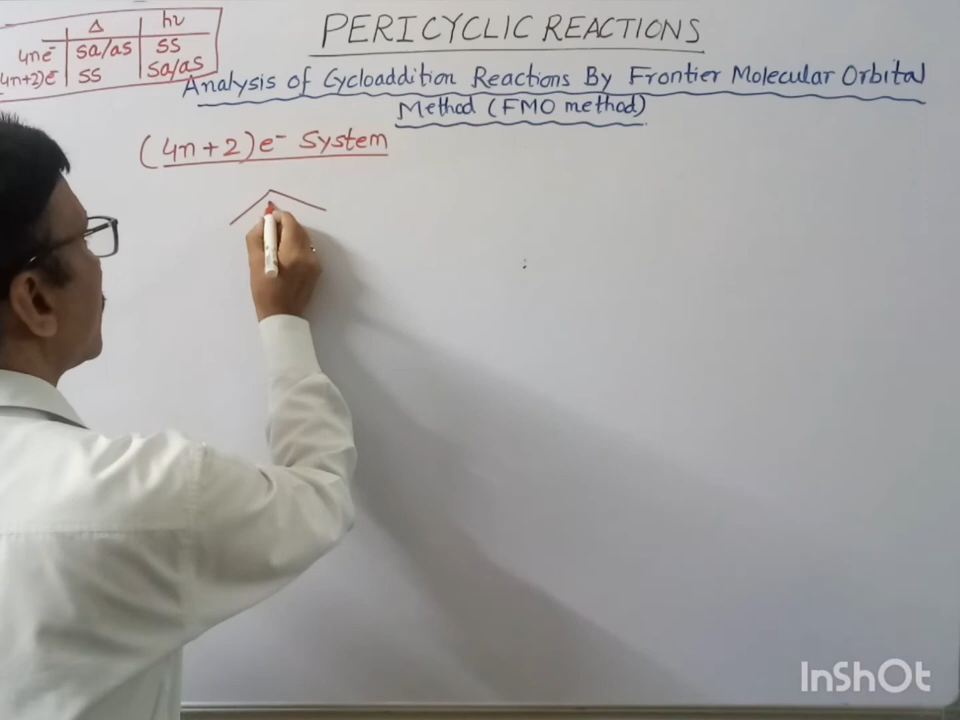 Δ hν
4ne⁻ sa/as ss
4n+2)e⁻ ss sa/as
PERICYCLIC REACTIONS
Analysis of Cycloaddition Reactions By Frontier Molecular Orbital
Method (FMO method)
(4n+2)e⁻ System
InShOt